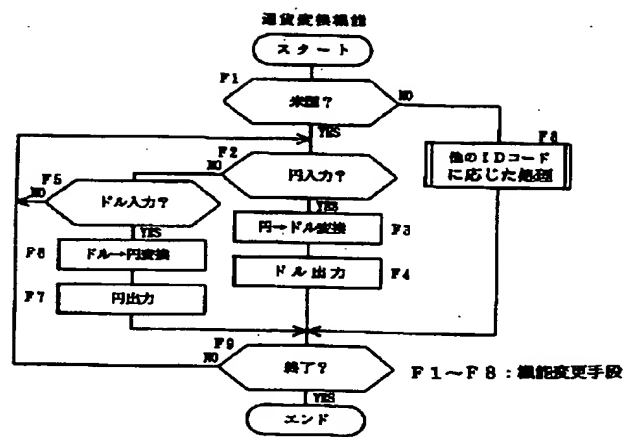 通貨変換機能
スタート
F1
米国?
NO
YES
F8
他のIDコード
に応じた処理
F2
NO
円入力?
YES
F5
NO
ドル入力?
YES
円→ドル変換
F3
F6
ドル→円変換
ドル出力
F4
F7
円出力
F9
NO
終了?
YES
F1~F8:機能変更手段
エンド